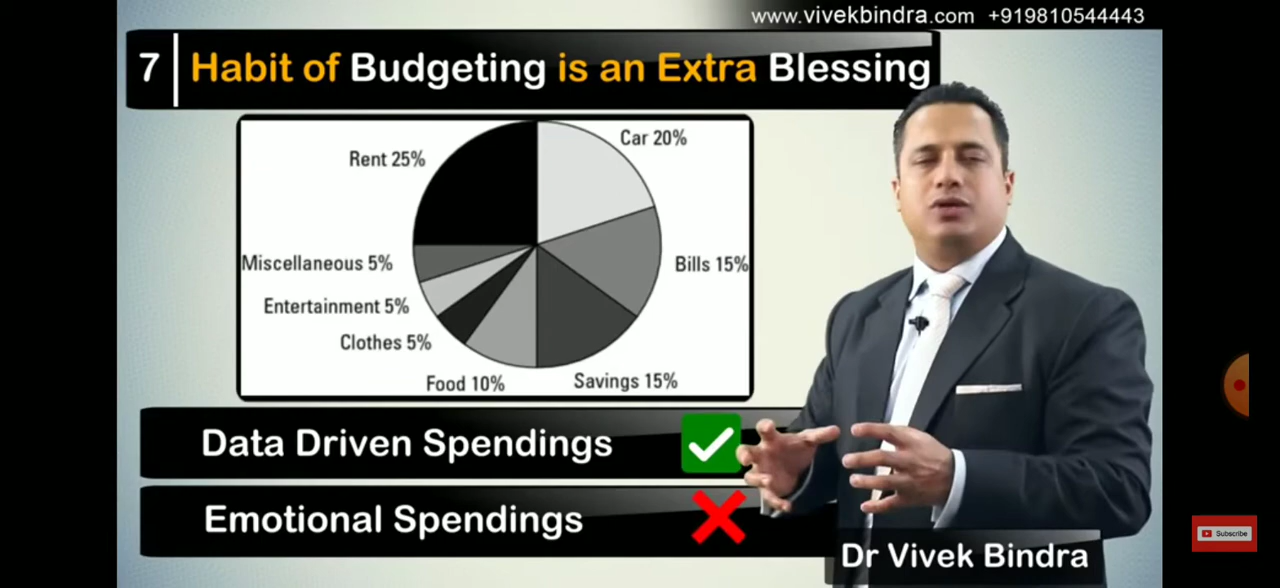 www.vivekbindra.com +919810544443
7 Habit of Budgeting is an Extra Blessing
Car 20%
Rent 25%
Miscellaneous 5%
Bills 15%
Entertainment 5%
Clothes 5%
Food 10%
Savings 15%
Data Driven Spendings
Emotional Spendings
Dr Vivek Bindra
Subscribe